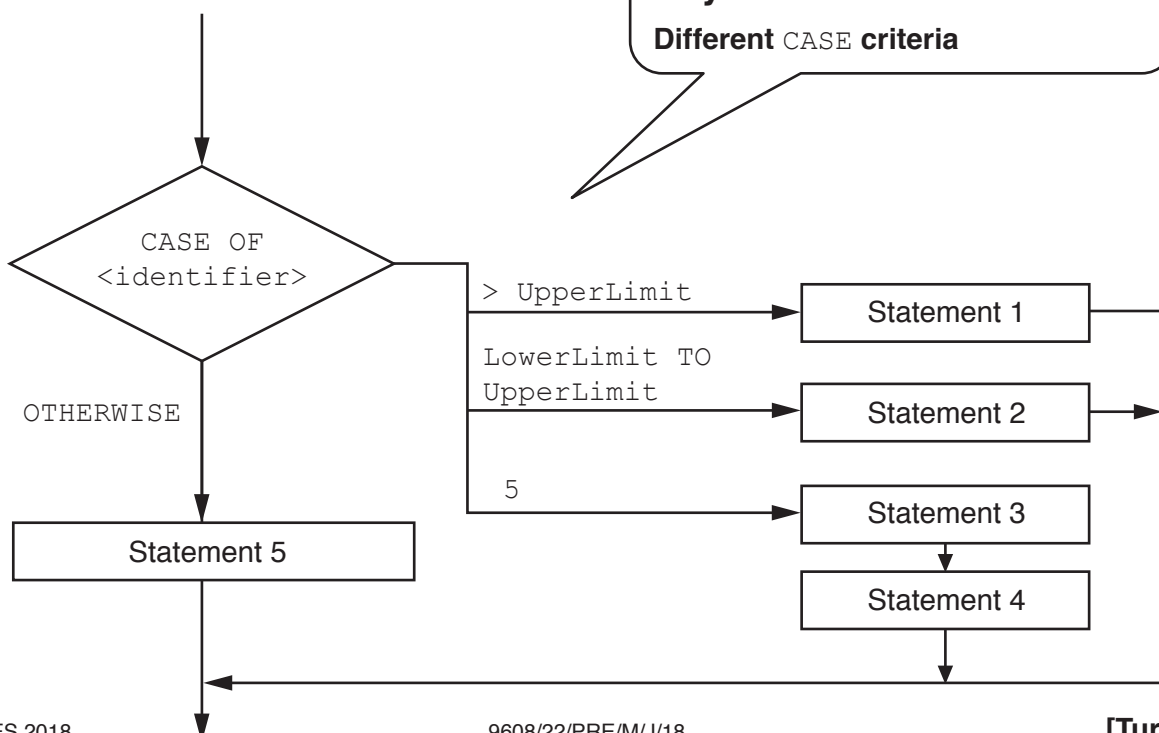 Different CASE criteria
CASE OF
<identifier>
> UpperLimit
Statement 1
LowerLimit TO
UpperLimit
Statement 2
OTHERWISE
5
Statement 3
Statement 5
Statement 4
2018
9608/22/PRE/M/J/18